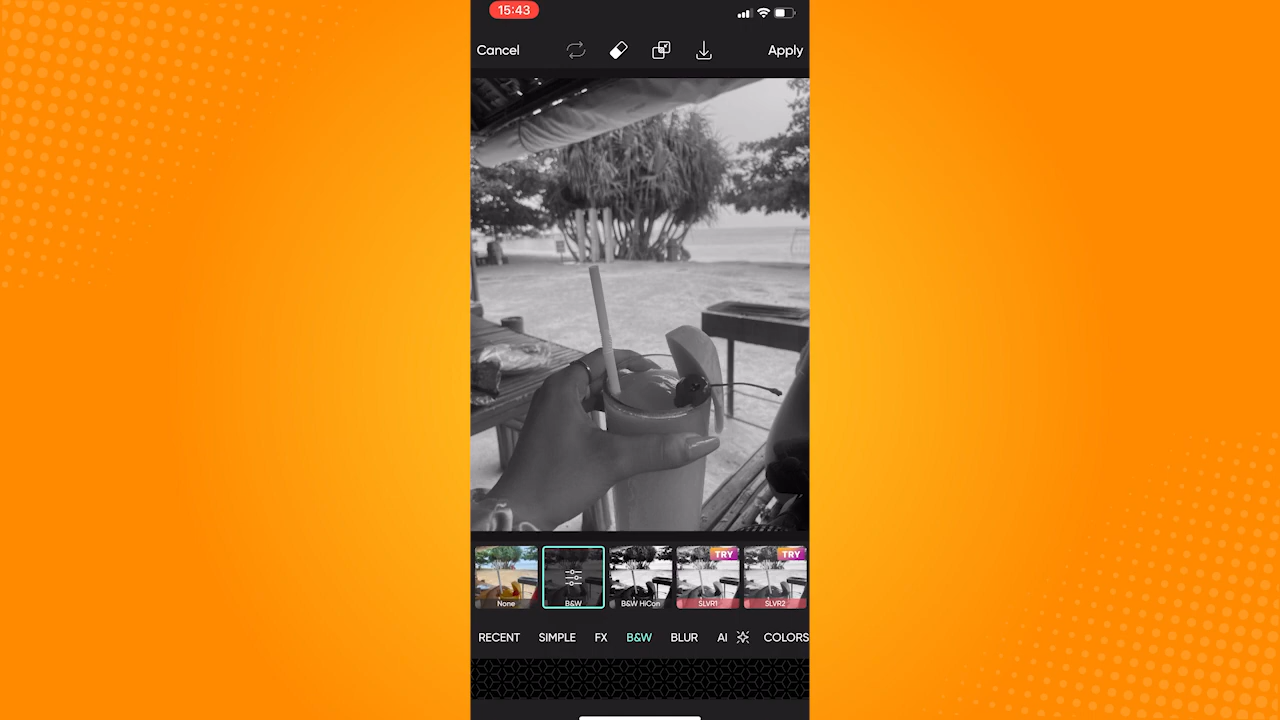 15:43
Cancel Apply
TRY TRY
None B&W B&W HiCon SLVR1 SLVR2
RECENT SIMPLE FX B&W BLUR AI COLORS